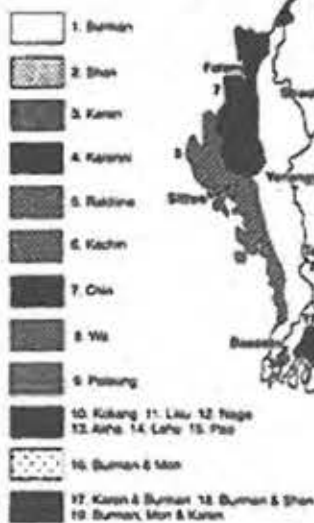 1. Burman
2. Shan
3. Karen
4. Karenni
5. Rakhine
6. Kachin
7. Chin
8. Wa
9. Palaung
10. Kokang 11. Lisu 12. Naga
13. Akha 14. Lahu 15. Pao
16. Burman & Mon
17. Karen & Burman 18. Burman & Shan
19. Burman, Mon & Karen
Falam
7
5
Sittwe
Bassein